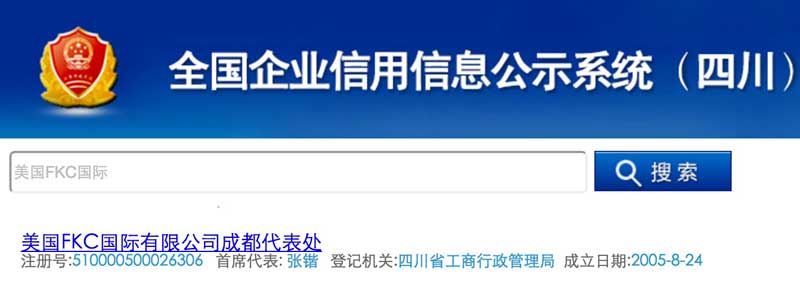 全国企业信用信息公示系统（四川）
美国FKC国际
搜索
美国FKC国际有限公司成都代表处
注册号:510000500026306 首席代表: 张锴 登记机关:四川省工商行政管理局 成立日期:2005-8-24